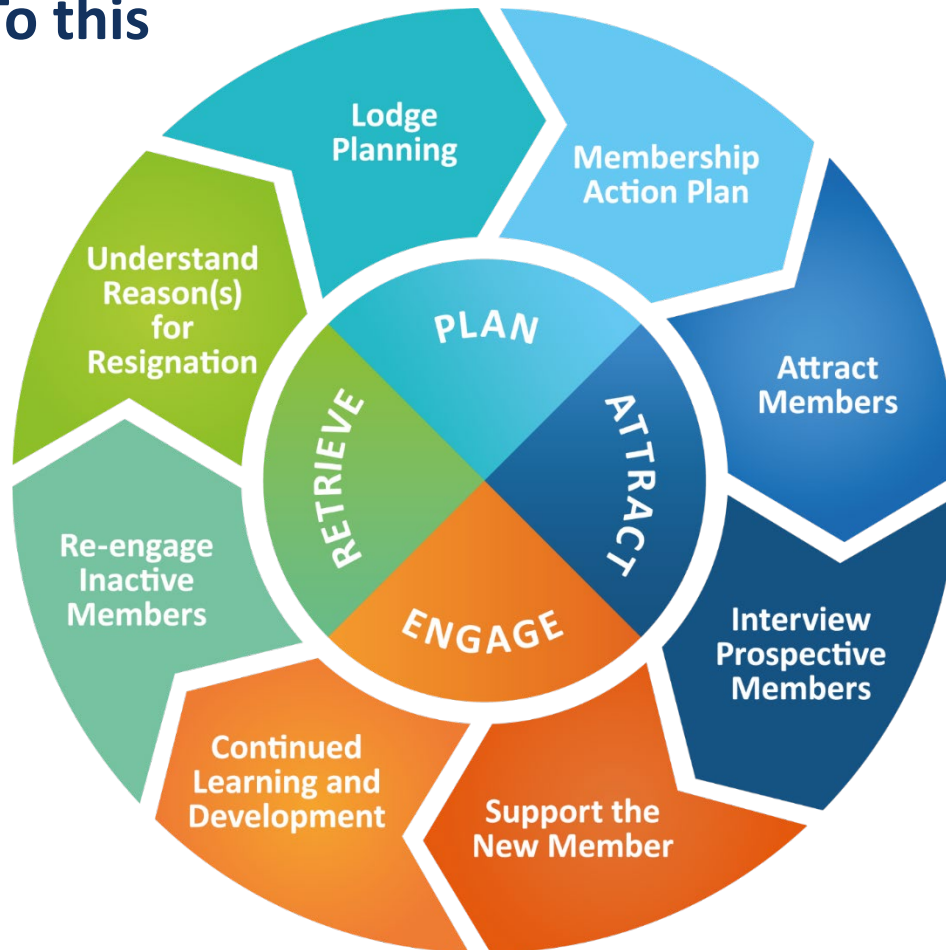 To this
Lodge
Planning
Membership
Action Plan
Attract
Members
Interview
Prospective
Members
Support the
New Member
Continued
Learning and
Development
Re-engage
Inactive
Members
Understand
Reason(s)
for
Resignation
PLAN
ATTRACT
ENGAGE
RETRIEVE